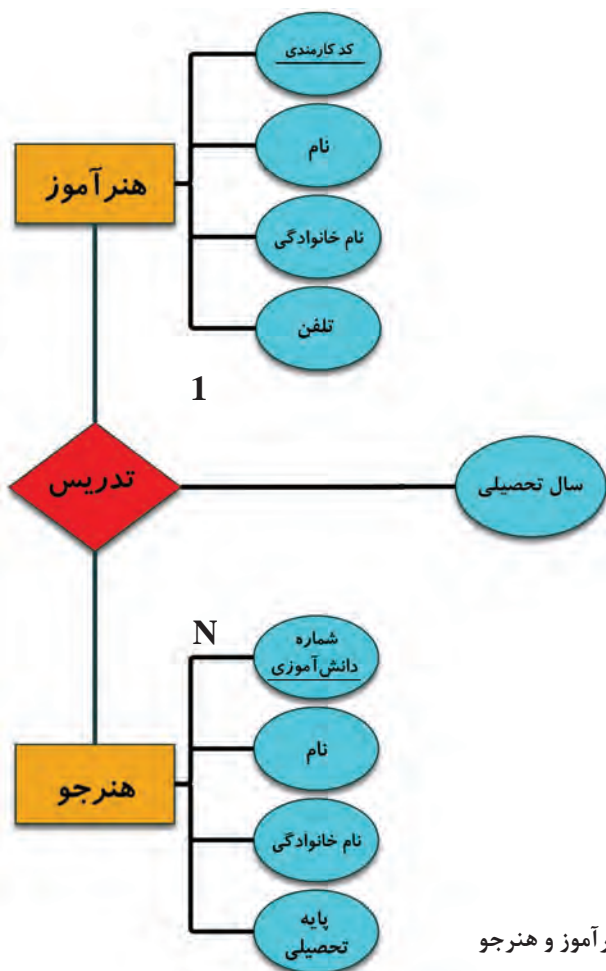 کد کارمندی
نام
هنرآموز
نام خانوادگی
تلفن
1
تدریس
سال تحصیلی
N
شماره
دانش‌آموزی
نام
هنرجو
نام خانوادگی
پایه
تحصیلی
رآموز و هنرجو